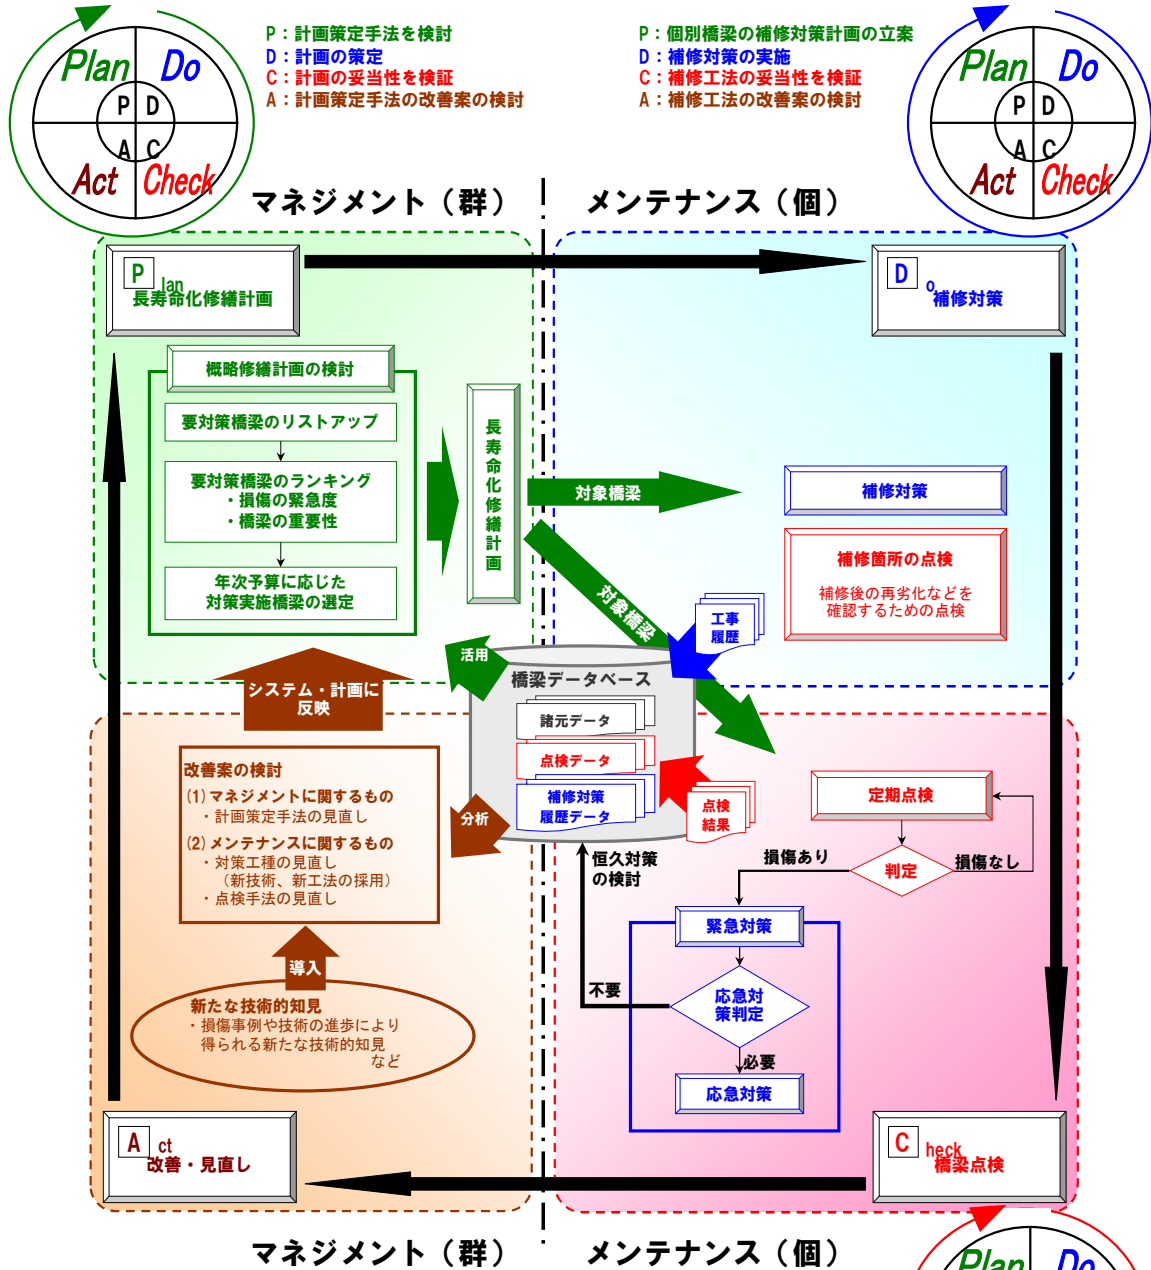 P：計画策定手法を検討
D：計画の策定
C：計画の妥当性を検証
A：計画策定手法の改善案の検討
P：個別橋梁の補修対策計画の立案
D：補修対策の実施
C：補修工法の妥当性を検証
A：補修工法の改善案の検討
Plan
Do
P
D
A
C
Act
Check
Plan
Do
P
D
A
C
Act
Check
マネジメント（群）
メンテナンス（個）
P lan
長寿命化修繕計画
D o
補修対策
概略修繕計画の検討
要対策橋梁のリストアップ
要対策橋梁のランキング
・損傷の緊急度
・橋梁の重要性
年次予算に応じた
対策実施橋梁の選定
長寿命化修繕計画
対象橋梁
対象橋梁
補修対策
補修箇所の点検
補修後の再劣化などを
確認するための点検
工事
履歴
活用
橋梁データベース
諸元データ
点検データ
補修対策
履歴データ
点検
結果
分析
システム・計画に
反映
改善案の検討
(1)マネジメントに関するもの
・計画策定手法の見直し
(2)メンテナンスに関するもの
・対策工種の見直し
（新技術、新工法の採用）
・点検手法の見直し
導入
新たな技術的知見
・損傷事例や技術の進歩により
得られる新たな技術的知見
など
定期点検
判定
損傷あり
損傷なし
恒久対策
の検討
緊急対策
応急対
策判定
不要
必要
応急対策
A ct
改善・見直し
C heck
橋梁点検
マネジメント（群）
メンテナンス（個）
Plan
Do